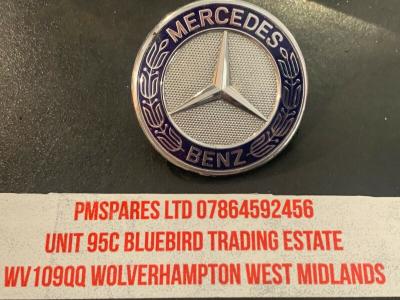 MERCEDES
BENZ
PMSPARES LTD 07864592456
UNIT 95C BLUEBIRD TRADING ESTATE
WV109QQ WOLVERHAMPTON WEST MIDLANDS